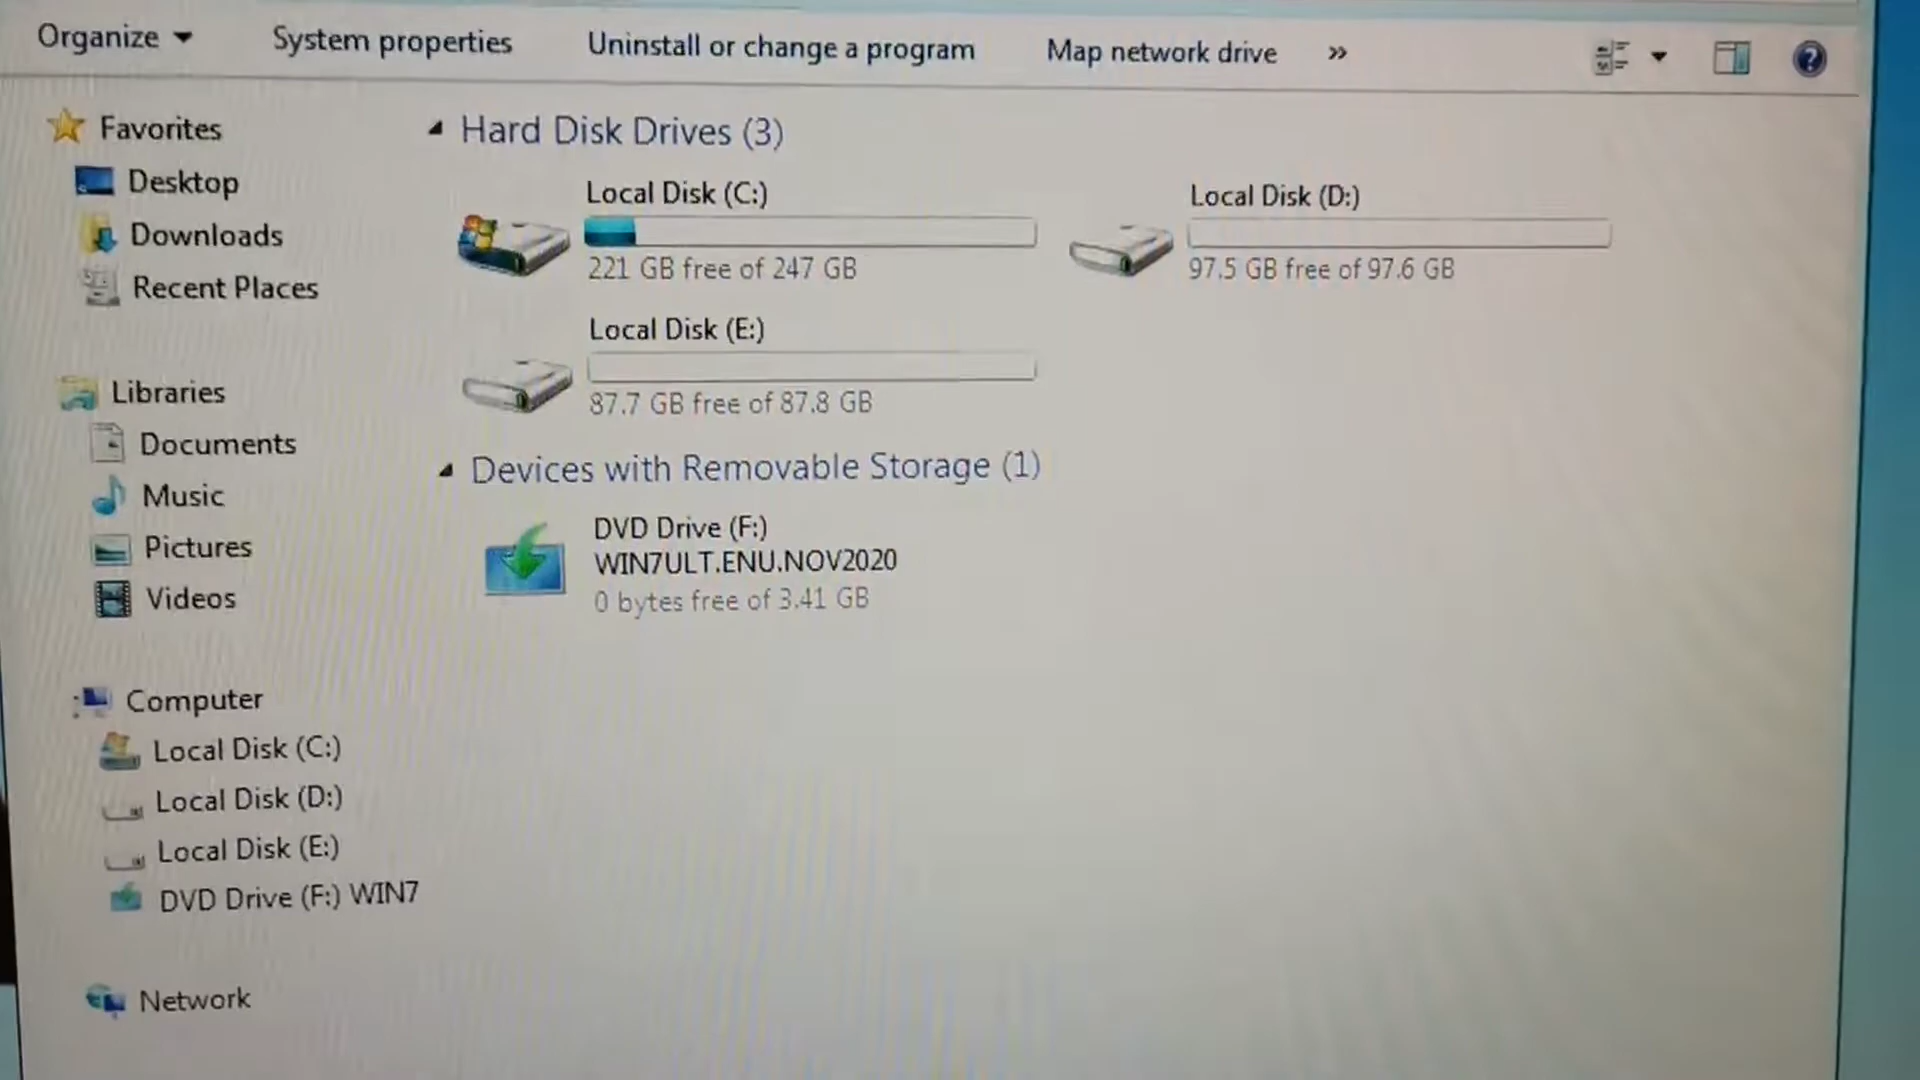 Organize
System properties
Uninstall or change a program
Map network drive
»
Favorites
Desktop
Downloads
Recent Places
Libraries
Documents
Music
Pictures
Videos
Computer
Local Disk (C:)
Local Disk (D:)
Local Disk (E:)
DVD Drive (F:) WIN7
Network
Hard Disk Drives (3)
Local Disk (C:)
221 GB free of 247 GB
Local Disk (D:)
97.5 GB free of 97.6 GB
Local Disk (E:)
87.7 GB free of 87.8 GB
Devices with Removable Storage (1)
DVD Drive (F:)
WIN7ULT.ENU.NOV2020
0 bytes free of 3.41 GB